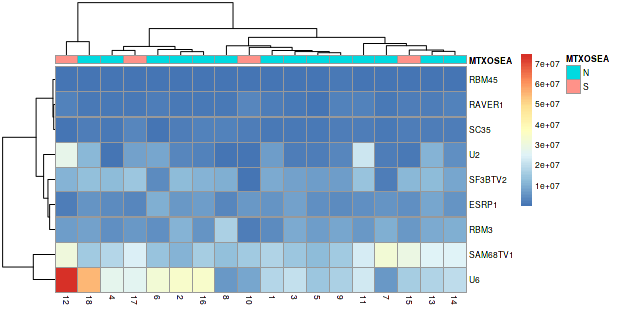 MTXOSEA
RBM45
RAVER1
SC35
U2
SF3BTV2
ESRP1
RBM3
SAM68TV1
U6
12 18 4 17 6 2 16 8 10 1 3 5 9 11 7 15 13 14
7e+07
6e+07
5e+07
4e+07
3e+07
2e+07
1e+07
MTXOSEA
N
S